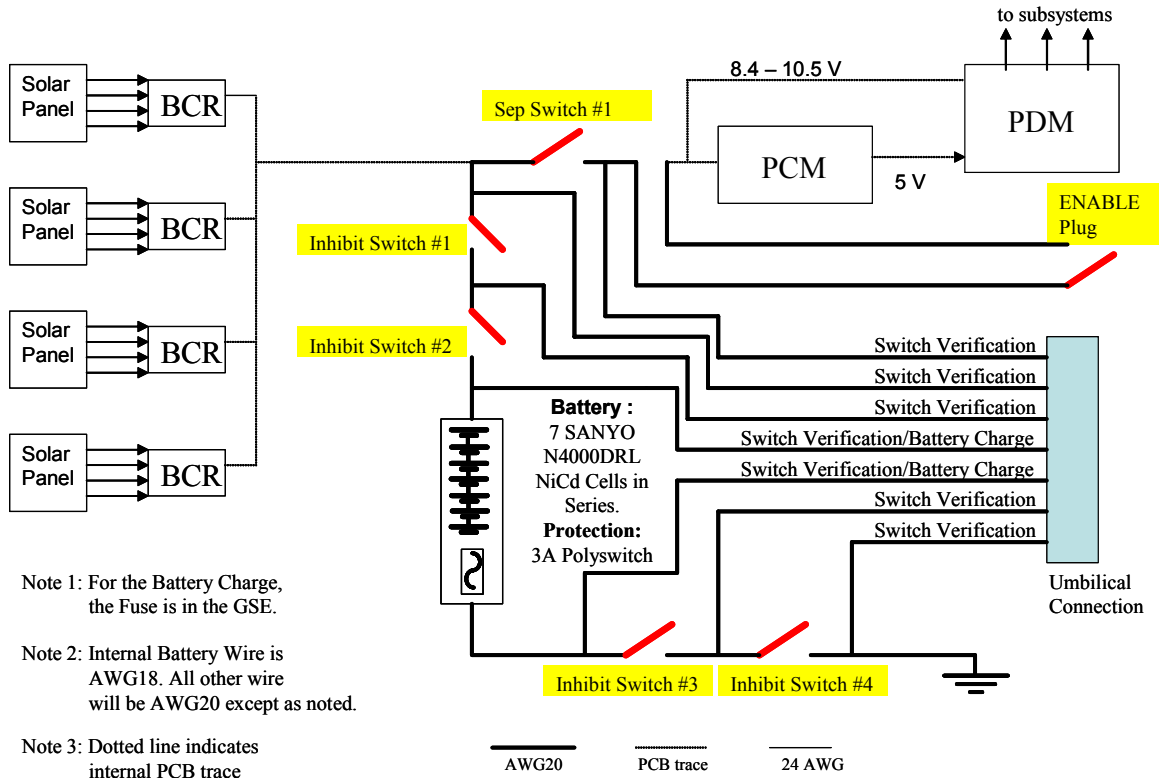 to subsystems
8.4 – 10.5 V
Solar
Panel
BCR
Sep Switch #1
PDM
PCM
5 V
ENABLE
Plug
Solar
Panel
BCR
Inhibit Switch #1
Solar
Panel
BCR
Inhibit Switch #2
Switch Verification
Switch Verification
Switch Verification
Switch Verification/Battery Charge
Switch Verification/Battery Charge
Switch Verification
Switch Verification
Battery :
7 SANYO
N4000DRL
NiCd Cells in
Series.
Protection:
3A Polyswitch
Solar
Panel
BCR
Umbilical
Connection
Note 1: For the Battery Charge,
the Fuse is in the GSE.
Note 2: Internal Battery Wire is
AWG18. All other wire
will be AWG20 except as noted.
Note 3: Dotted line indicates
internal PCB trace
Inhibit Switch #3
Inhibit Switch #4
AWG20
PCB trace
24 AWG